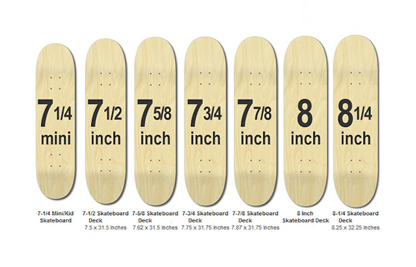 7 1/4
mini
7 1/2
inch
7 5/8
inch
7 3/4
inch
7 7/8
inch
8
inch
8 1/4
inch
7-1/4 Mini/Kid
Skateboard
7-1/2 Skateboard
Deck
7.5 x 31.5 Inches
7-5/8 Skateboard
Deck
7.62 x 31.5 Inches
7-3/4 Skateboard
Deck
7.75 x 31.75 Inches
7-7/8 Skateboard
Deck
7.87 x 31.75 Inches
8 Inch
Skateboard Deck
8-1/4 Skateboard
Deck
8.25 x 32.25 Inches